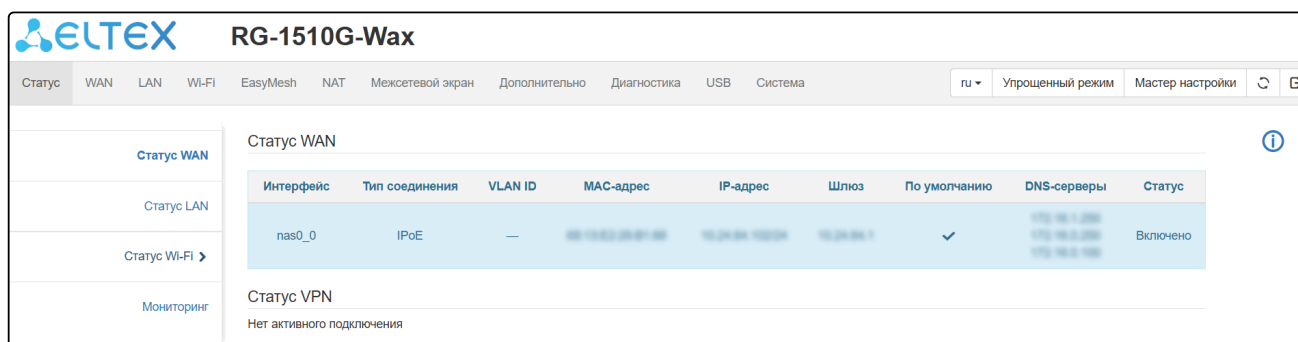 ELTEX RG-1510G-Wax
Статус WAN LAN Wi-Fi EasyMesh NAT Межсетевой экран Дополнительно Диагностика USB Система ru Упрощенный режим Мастер настройки
Статус WAN
Статус LAN
Статус Wi-Fi
Мониторинг
Статус WAN
Интерфейс Тип соединения VLAN ID MAC-адрес IP-адрес Шлюз По умолчанию DNS-серверы Статус
nas0_0 IPoE — Включено
Статус VPN
Нет активного подключения